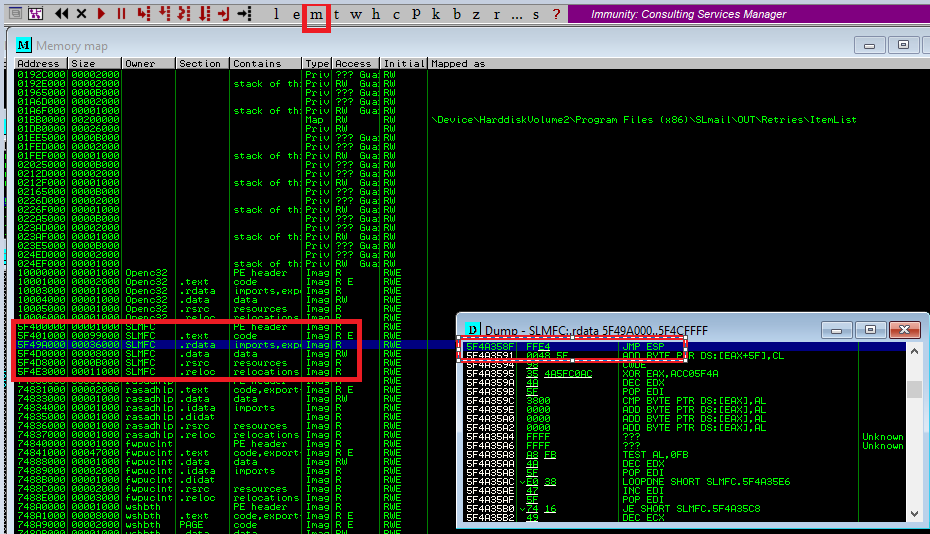 l e m t w h c p k b z r ... s ? Immunity: Consulting Services Manager
M Memory map
Address Size Owner Section Contains Type Access Initial Mapped as
0192C000 00002000 Priv ??? Gua RW
0192E000 00002000 stack of th Priv RW Gua RW
01965000 0000B000 Priv ??? Gua RW
01A6D000 00002000 Priv ??? Gua RW
01A6F000 00001000 stack of th Priv RW Gua RW
01BB0000 00200000 Map RW RW \Device\HarddiskVolume2\Program Files (x86)\SLmail\OUT\Retries\ItemList
01DB0000 00026000 Priv RW RW
01EE5000 0000B000 Priv ??? Gua RW
01FED000 00002000 Priv ??? Gua RW
01FEF000 00001000 stack of th Priv RW Gua RW
02025000 0000B000 Priv ??? Gua RW
0212D000 00002000 Priv ??? Gua RW
0212F000 00001000 stack of th Priv RW Gua RW
02165000 0000B000 Priv ??? Gua RW
0226D000 00002000 Priv ??? Gua RW
0226F000 00001000 stack of th Priv RW Gua RW
022A5000 0000B000 Priv ??? Gua RW
023AD000 00002000 Priv ??? Gua RW
023AF000 00001000 stack of th Priv RW Gua RW
023E5000 0000B000 Priv ??? Gua RW
024ED000 00002000 Priv ??? Gua RW
024EF000 00001000 stack of th Priv RW Gua RW
10000000 00001000 Openc32 PE header Imag R RWE
10001000 00002000 Openc32 .text code Imag R E RWE
10003000 00001000 Openc32 .rdata imports,exp Imag R RWE
10004000 00001000 Openc32 .data data Imag RW RWE
10005000 00001000 Openc32 .rsrc resources Imag R RWE
10006000 00001000 Openc32 .reloc relocations Imag R RWE
5F400000 00001000 SLMFC PE header Imag R RWE
5F401000 00099000 SLMFC .text code Imag R E RWE
5F49A000 00036000 SLMFC .rdata imports,exp Imag R RWE
5F4D0000 00008000 SLMFC .data data Imag RW RWE
5F4D8000 0000B000 SLMFC .rsrc resources Imag R RWE
5F4E3000 00011000 SLMFC .reloc relocations Imag R RWE
rasadhlp PE header Imag R RWE
74831000 00002000 rasadhlp .text code,export Imag R E RWE
74833000 00001000 rasadhlp .data data Imag RW RWE
74834000 00001000 rasadhlp .idata imports Imag R RWE
74835000 00001000 rasadhlp .didat Imag R RWE
74836000 00001000 rasadhlp .rsrc resources Imag R RWE
74837000 00001000 rasadhlp .reloc relocations Imag R RWE
74840000 00001000 fwpuclnt PE header Imag R RWE
74841000 00047000 fwpuclnt .text code,export Imag R E RWE
74888000 00001000 fwpuclnt .data data Imag RW RWE
74889000 00002000 fwpuclnt .idata imports Imag R RWE
7488B000 00001000 fwpuclnt .didat Imag R RWE
fwpuclnt .rsrc resources Imag R RWE
7488E000 00003000 fwpuclnt .reloc relocations Imag R RWE
748A0000 00001000 wshbth PE header Imag R RWE
748A1000 00008000 wshbth .text code,export Imag R E RWE
748A9000 00002000 wshbth PAGE code Imag R E RWE
D Dump - SLMFC:.rdata 5F49A000..5F4CFFFF
5F4A358F FFE4 JMP ESP
5F4A3591 0048 5F ADD BYTE PTR DS:[EAX+5F],CL
5F4A3594 98 CWDE
5F4A3595 35 4A5FC0AC XOR EAX,ACC05F4A
5F4A359A 4A DEC EDX
5F4A359B 5F POP EDI
5F4A359C 3800 CMP BYTE PTR DS:[EAX],AL
5F4A359E 0000 ADD BYTE PTR DS:[EAX],AL
5F4A35A0 0000 ADD BYTE PTR DS:[EAX],AL
5F4A35A2 0000 ADD BYTE PTR DS:[EAX],AL
5F4A35A4 FFFF ??? Unknown
5F4A35A6 FFFF ??? Unknown
5F4A35A8 A8 FB TEST AL,0FB
5F4A35AA 4A DEC EDX
5F4A35AB 5F POP EDI
5F4A35AC E0 38 LOOPDNE SHORT SLMFC.5F4A35E6
5F4A35AE 47 INC EDI
5F4A35AF 5F POP EDI
5F4A35B0 74 16 JE SHORT SLMFC.5F4A35C8
5F4A35B2 49 DEC ECX